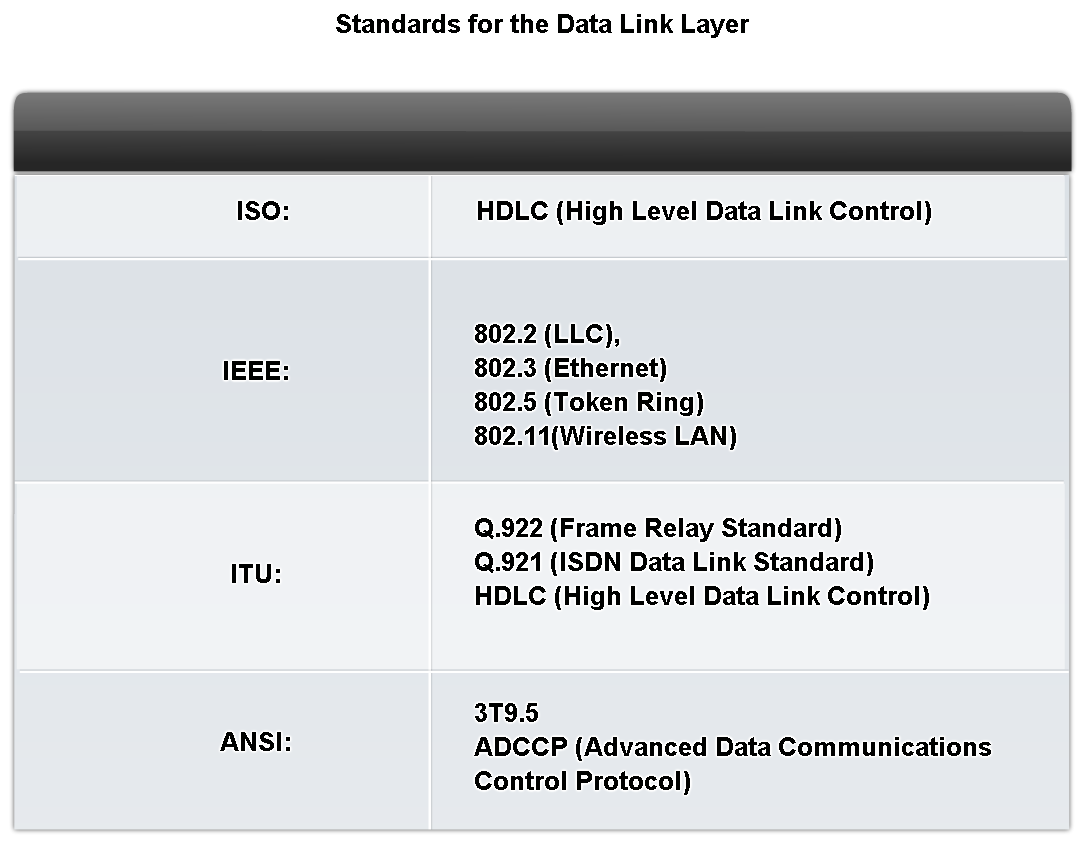 Standards for the Data Link Layer
ISO:
HDLC (High Level Data Link Control)
IEEE:
802.2 (LLC),
802.3 (Ethernet)
802.5 (Token Ring)
802.11(Wireless LAN)
ITU:
Q.922 (Frame Relay Standard)
Q.921 (ISDN Data Link Standard)
HDLC (High Level Data Link Control)
ANSI:
3T9.5
ADCCP (Advanced Data Communications
Control Protocol)